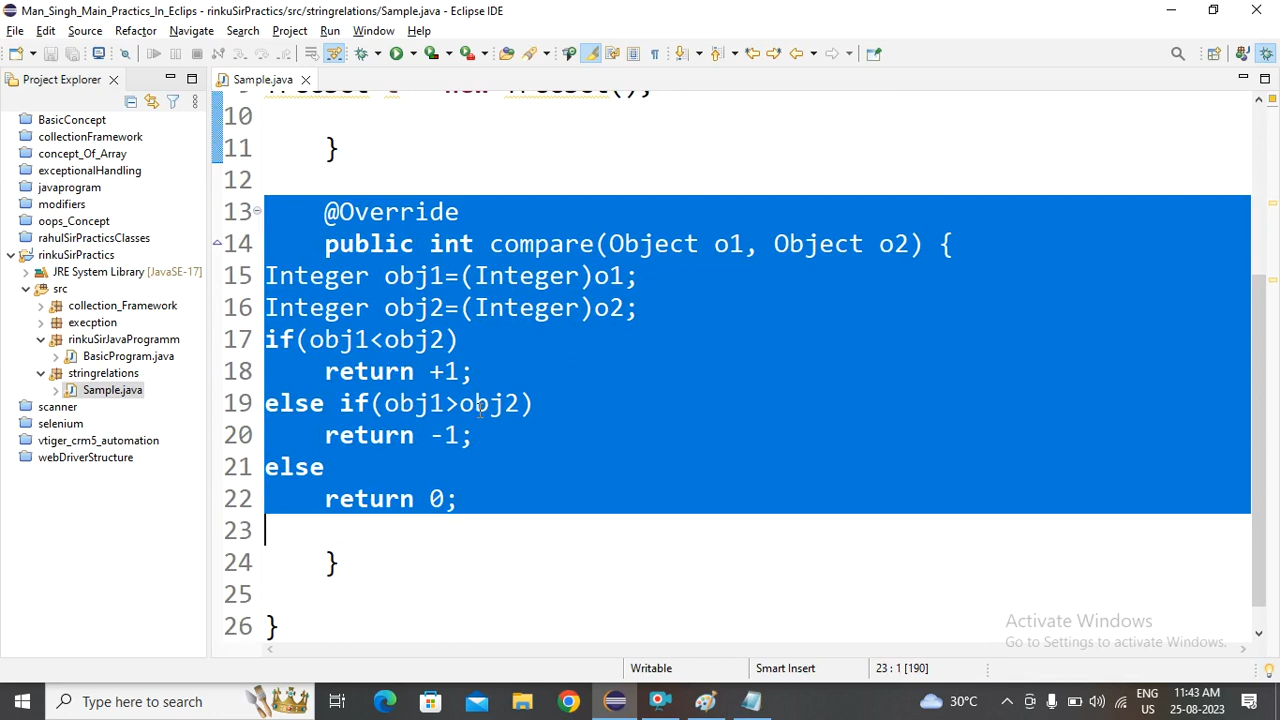 Man_Singh_Main_Practics_In_Eclips - rinkuSirPractics/src/stringrelations/Sample.java - Eclipse IDE
File Edit Source Refactor Navigate Search Project Run Window Help
Project Explorer
Sample.java
BasicConcept
collectionFramework
concept_Of_Array
exceptionalHandling
javaprogram
modifiers
oops_Concept
rahulSirPracticsClasses
rinkuSirPractics
JRE System Library [JavaSE-17]
src
collection_Framework
execption
rinkuSirJavaProgramm
BasicProgram.java
stringrelations
Sample.java
scanner
selenium
vtiger_crm5_automation
webDriverStructure
10
11 }
12
13 @Override
14 public int compare(Object o1, Object o2) {
15 Integer obj1=(Integer)o1;
16 Integer obj2=(Integer)o2;
17 if(obj1<obj2)
18 return +1;
19 else if(obj1>obj2)
20 return -1;
21 else
22 return 0;
23
24 }
25
26 }
Activate Windows
Go to Settings to activate Windows.
Writable Smart Insert 23 : 1 [190]
Type here to search
30°C
ENG
US
11:43 AM
25-08-2023